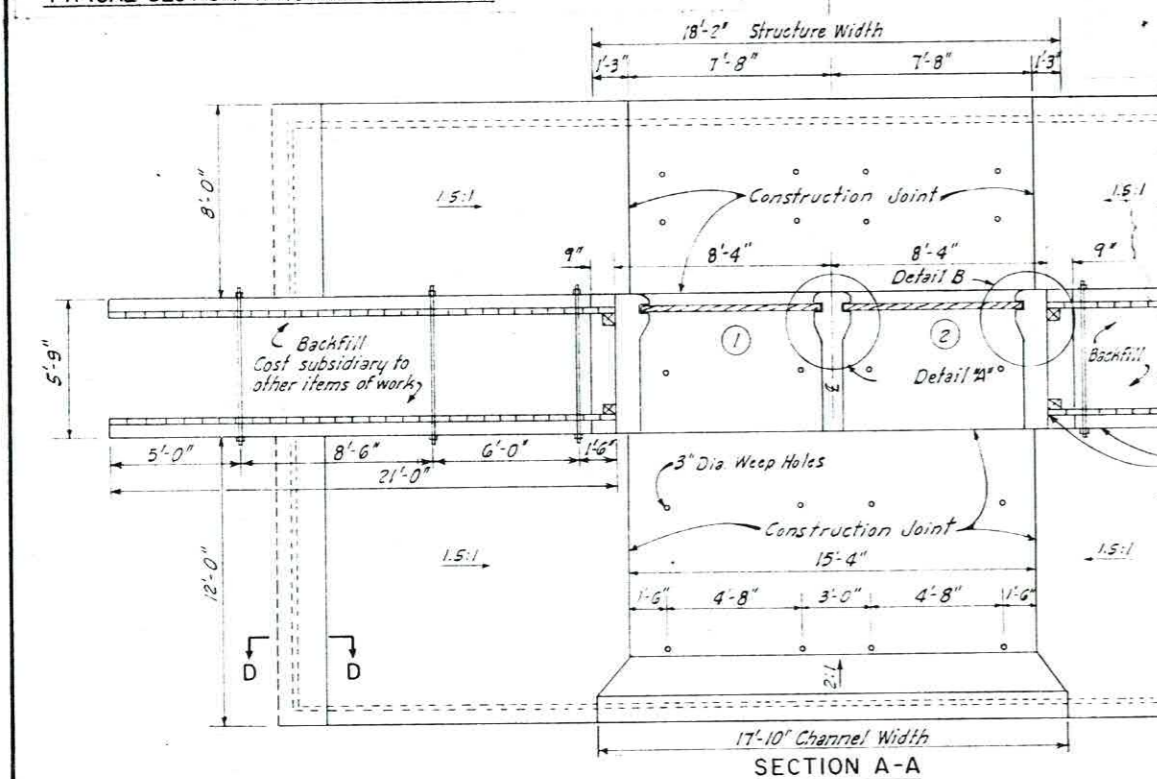 18'-2" Structure Width
1'-3" 7'-8" 7'-8" 1'-3"
8'-0"
1.5:1
Construction Joint
1.5:1
9" 8'-4" 8'-4" 9"
Detail B
5'-9"
Backfill
Cost subsidiary to
other items of work
1
2
Detail "A"
Backfill
5'-0" 8'-6" 6'-0" 1'-6"
21'-0"
3" Dia. Weep Holes
Construction Joint
15'-4"
1.5:1
1.5:1
12'-0"
1'-6" 4'-8" 3'-0" 4'-8" 1'-6"
D D
2:1
17'-10" Channel Width
SECTION A-A